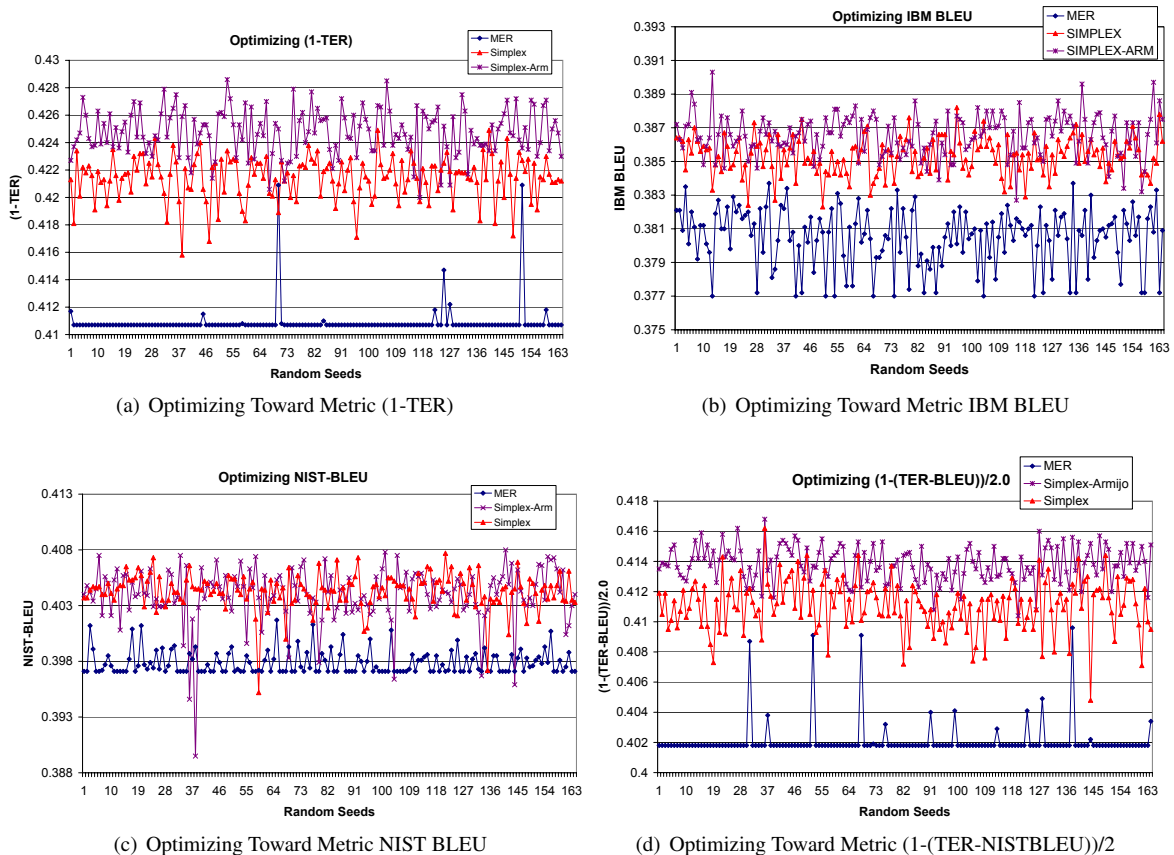 Optimizing (1-TER)
MER
Simplex
Simplex-Arm
0.43
0.428
0.426
0.424
0.422
0.42
0.418
0.416
0.414
0.412
0.41
(1-TER)
1 10 19 28 37 46 55 64 73 82 91 100 109 118 127 136 145 154 163
Random Seeds
(a) Optimizing Toward Metric (1-TER)
Optimizing IBM BLEU
MER
SIMPLEX
SIMPLEX-ARM
0.393
0.391
0.389
0.387
0.385
0.383
0.381
0.379
0.377
0.375
IBM BLEU
1 10 19 28 37 46 55 64 73 82 91 100 109 118 127 136 145 154 163
Random Seeds
(b) Optimizing Toward Metric IBM BLEU
Optimizing NIST-BLEU
MER
Simplex-Arm
Simplex
0.413
0.408
0.403
0.398
0.393
0.388
NIST-BLEU
1 10 19 28 37 46 55 64 73 82 91 100 109 118 127 136 145 154 163
Random Seeds
(c) Optimizing Toward Metric NIST BLEU
Optimizing (1-(TER-BLEU))/2.0
MER
Simplex-Armijo
Simplex
0.418
0.416
0.414
0.412
0.41
0.408
0.406
0.404
0.402
0.4
(1-(TER-BLEU))/2.0
1 10 19 28 37 46 55 64 73 82 91 100 109 118 127 136 145 154 163
Random Seeds
(d) Optimizing Toward Metric (1-(TER-NISTBLEU))/2